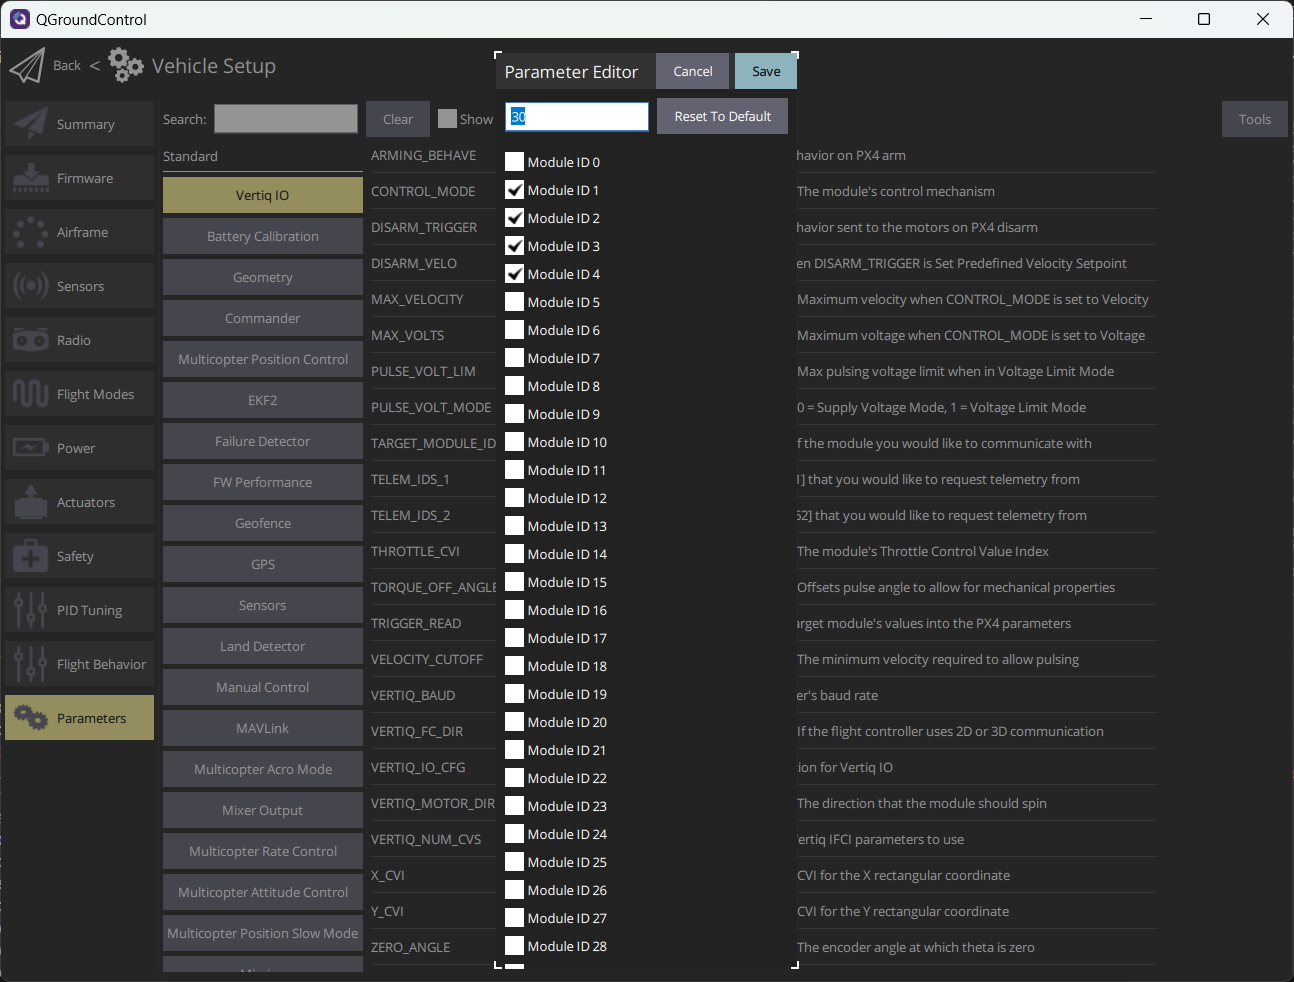 QGroundControl
Back < Vehicle Setup
Parameter Editor Cancel Save
30 Reset To Default
Search: Clear Show
Tools
Summary
Firmware
Airframe
Sensors
Radio
Flight Modes
Power
Actuators
Safety
PID Tuning
Flight Behavior
Parameters
Standard
Vertiq IO
Battery Calibration
Geometry
Commander
Multicopter Position Control
EKF2
Failure Detector
FW Performance
Geofence
GPS
Sensors
Land Detector
Manual Control
MAVLink
Multicopter Acro Mode
Mixer Output
Multicopter Rate Control
Multicopter Attitude Control
Multicopter Position Slow Mode
ARMING_BEHAVE
CONTROL_MODE
DISARM_TRIGGER
DISARM_VELO
MAX_VELOCITY
MAX_VOLTS
PULSE_VOLT_LIM
PULSE_VOLT_MODE
TARGET_MODULE_ID
TELEM_IDS_1
TELEM_IDS_2
THROTTLE_CVI
TORQUE_OFF_ANGLE
TRIGGER_READ
VELOCITY_CUTOFF
VERTIQ_BAUD
VERTIQ_FC_DIR
VERTIQ_IO_CFG
VERTIQ_MOTOR_DIR
VERTIQ_NUM_CVS
X_CVI
Y_CVI
ZERO_ANGLE
Module ID 0
Module ID 1
Module ID 2
Module ID 3
Module ID 4
Module ID 5
Module ID 6
Module ID 7
Module ID 8
Module ID 9
Module ID 10
Module ID 11
Module ID 12
Module ID 13
Module ID 14
Module ID 15
Module ID 16
Module ID 17
Module ID 18
Module ID 19
Module ID 20
Module ID 21
Module ID 22
Module ID 23
Module ID 24
Module ID 25
Module ID 26
Module ID 27
Module ID 28
havior on PX4 arm
The module's control mechanism
havior sent to the motors on PX4 disarm
en DISARM_TRIGGER is Set Predefined Velocity Setpoint
Maximum velocity when CONTROL_MODE is set to Velocity
Maximum voltage when CONTROL_MODE is set to Voltage
Max pulsing voltage limit when in Voltage Limit Mode
0 = Supply Voltage Mode, 1 = Voltage Limit Mode
f the module you would like to communicate with
] that you would like to request telemetry from
62] that you would like to request telemetry from
The module's Throttle Control Value Index
Offsets pulse angle to allow for mechanical properties
arget module's values into the PX4 parameters
The minimum velocity required to allow pulsing
er's baud rate
If the flight controller uses 2D or 3D communication
ion for Vertiq IO
The direction that the module should spin
ertiq IFCI parameters to use
CVI for the X rectangular coordinate
CVI for the Y rectangular coordinate
The encoder angle at which theta is zero